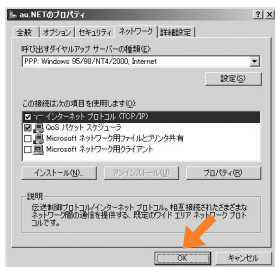 au.NETのプロパティ
全般 オプション セキュリティ ネットワーク 詳細設定
呼び出すダイヤルアップ サーバーの種類(E):
PPP: Windows 95/98/NT4/2000, Internet
設定(S)
この接続は次の項目を使用します(O):
インターネット プロトコル (TCP/IP)
QoS パケット スケジューラ
Microsoft ネットワーク用ファイルとプリンタ共有
Microsoft ネットワーク用クライアント
インストール(N)... アンインストール(U) プロパティ(R)
説明
伝送制御プロトコル/インターネット プロトコル。相互接続されたさまざまな
ネットワーク間の通信を提供する、既定のワイド エリア ネットワーク プロト
コルです。
OK キャンセル